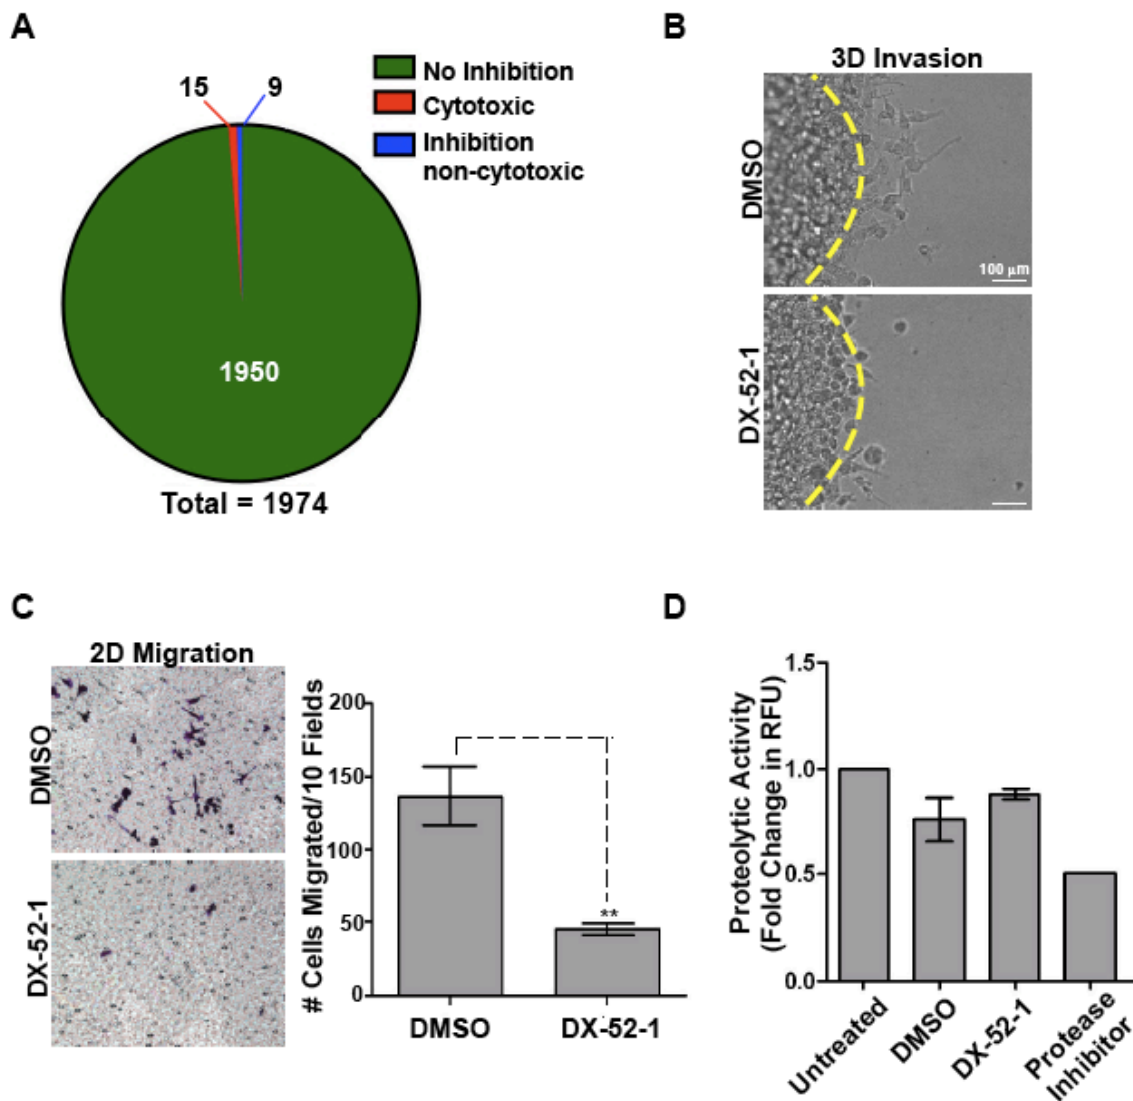 A
15
9
No Inhibition
Cytotoxic
Inhibition
non-cytotoxic
1950
Total = 1974
B
3D Invasion
DMSO
100 µm
DX-52-1
C
2D Migration
DMSO
DX-52-1
# Cells Migrated/10 Fields
200
150
100
50
0
**
DMSO
DX-52-1
D
Proteolytic Activity
(Fold Change in RFU)
1.5
1.0
0.5
0.0
Untreated
DMSO
DX-52-1
Protease
Inhibitor